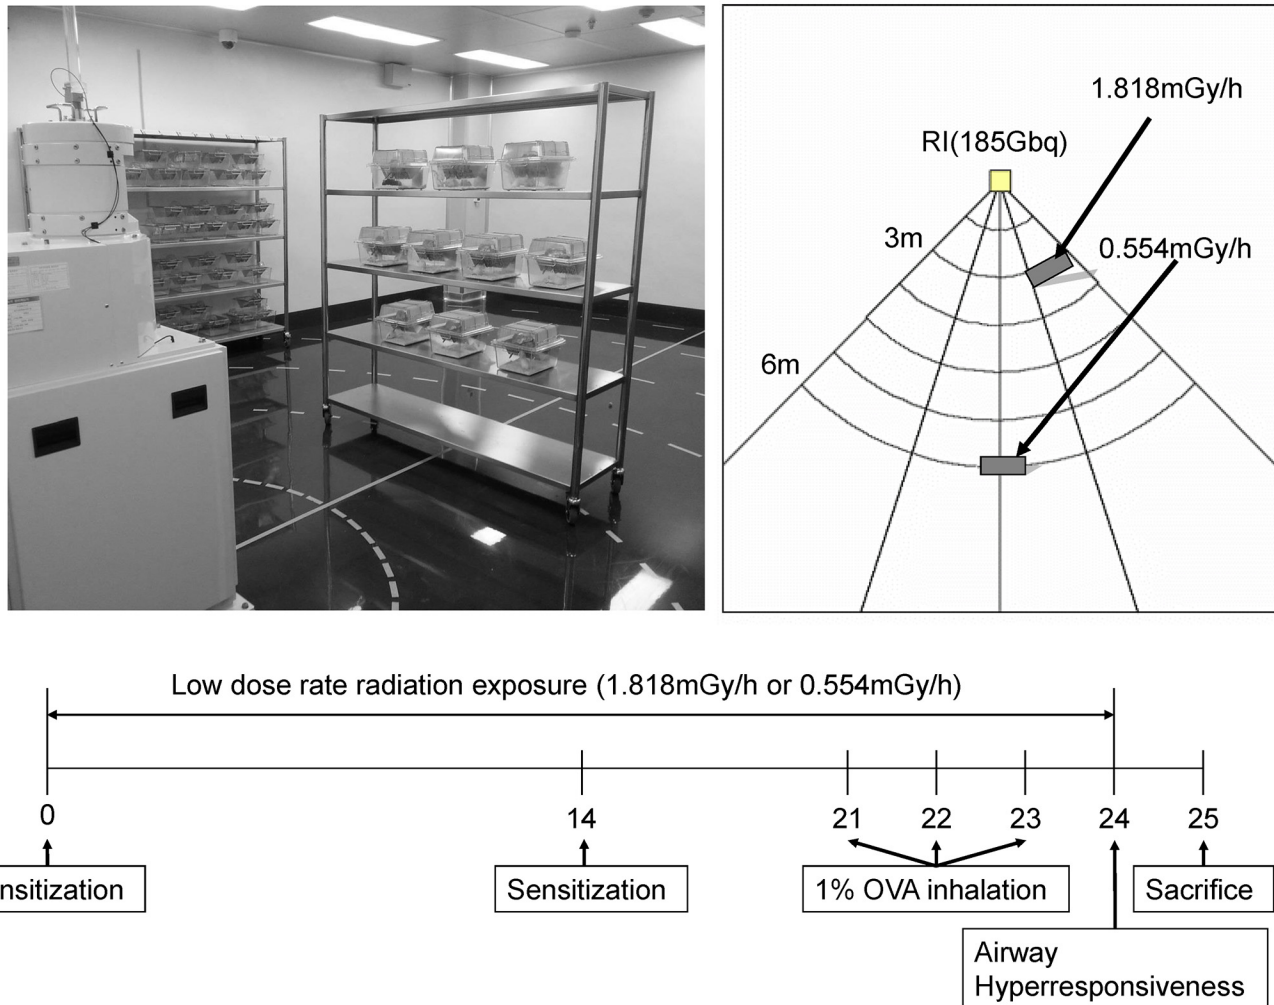 1.818mGy/h
RI(185Gbq)
3m
0.554mGy/h
6m
Low dose rate radiation exposure (1.818mGy/h or 0.554mGy/h)
0
14
21
22
23
24
25
nsitization
Sensitization
1% OVA inhalation
Sacrifice
Airway
Hyperresponsiveness